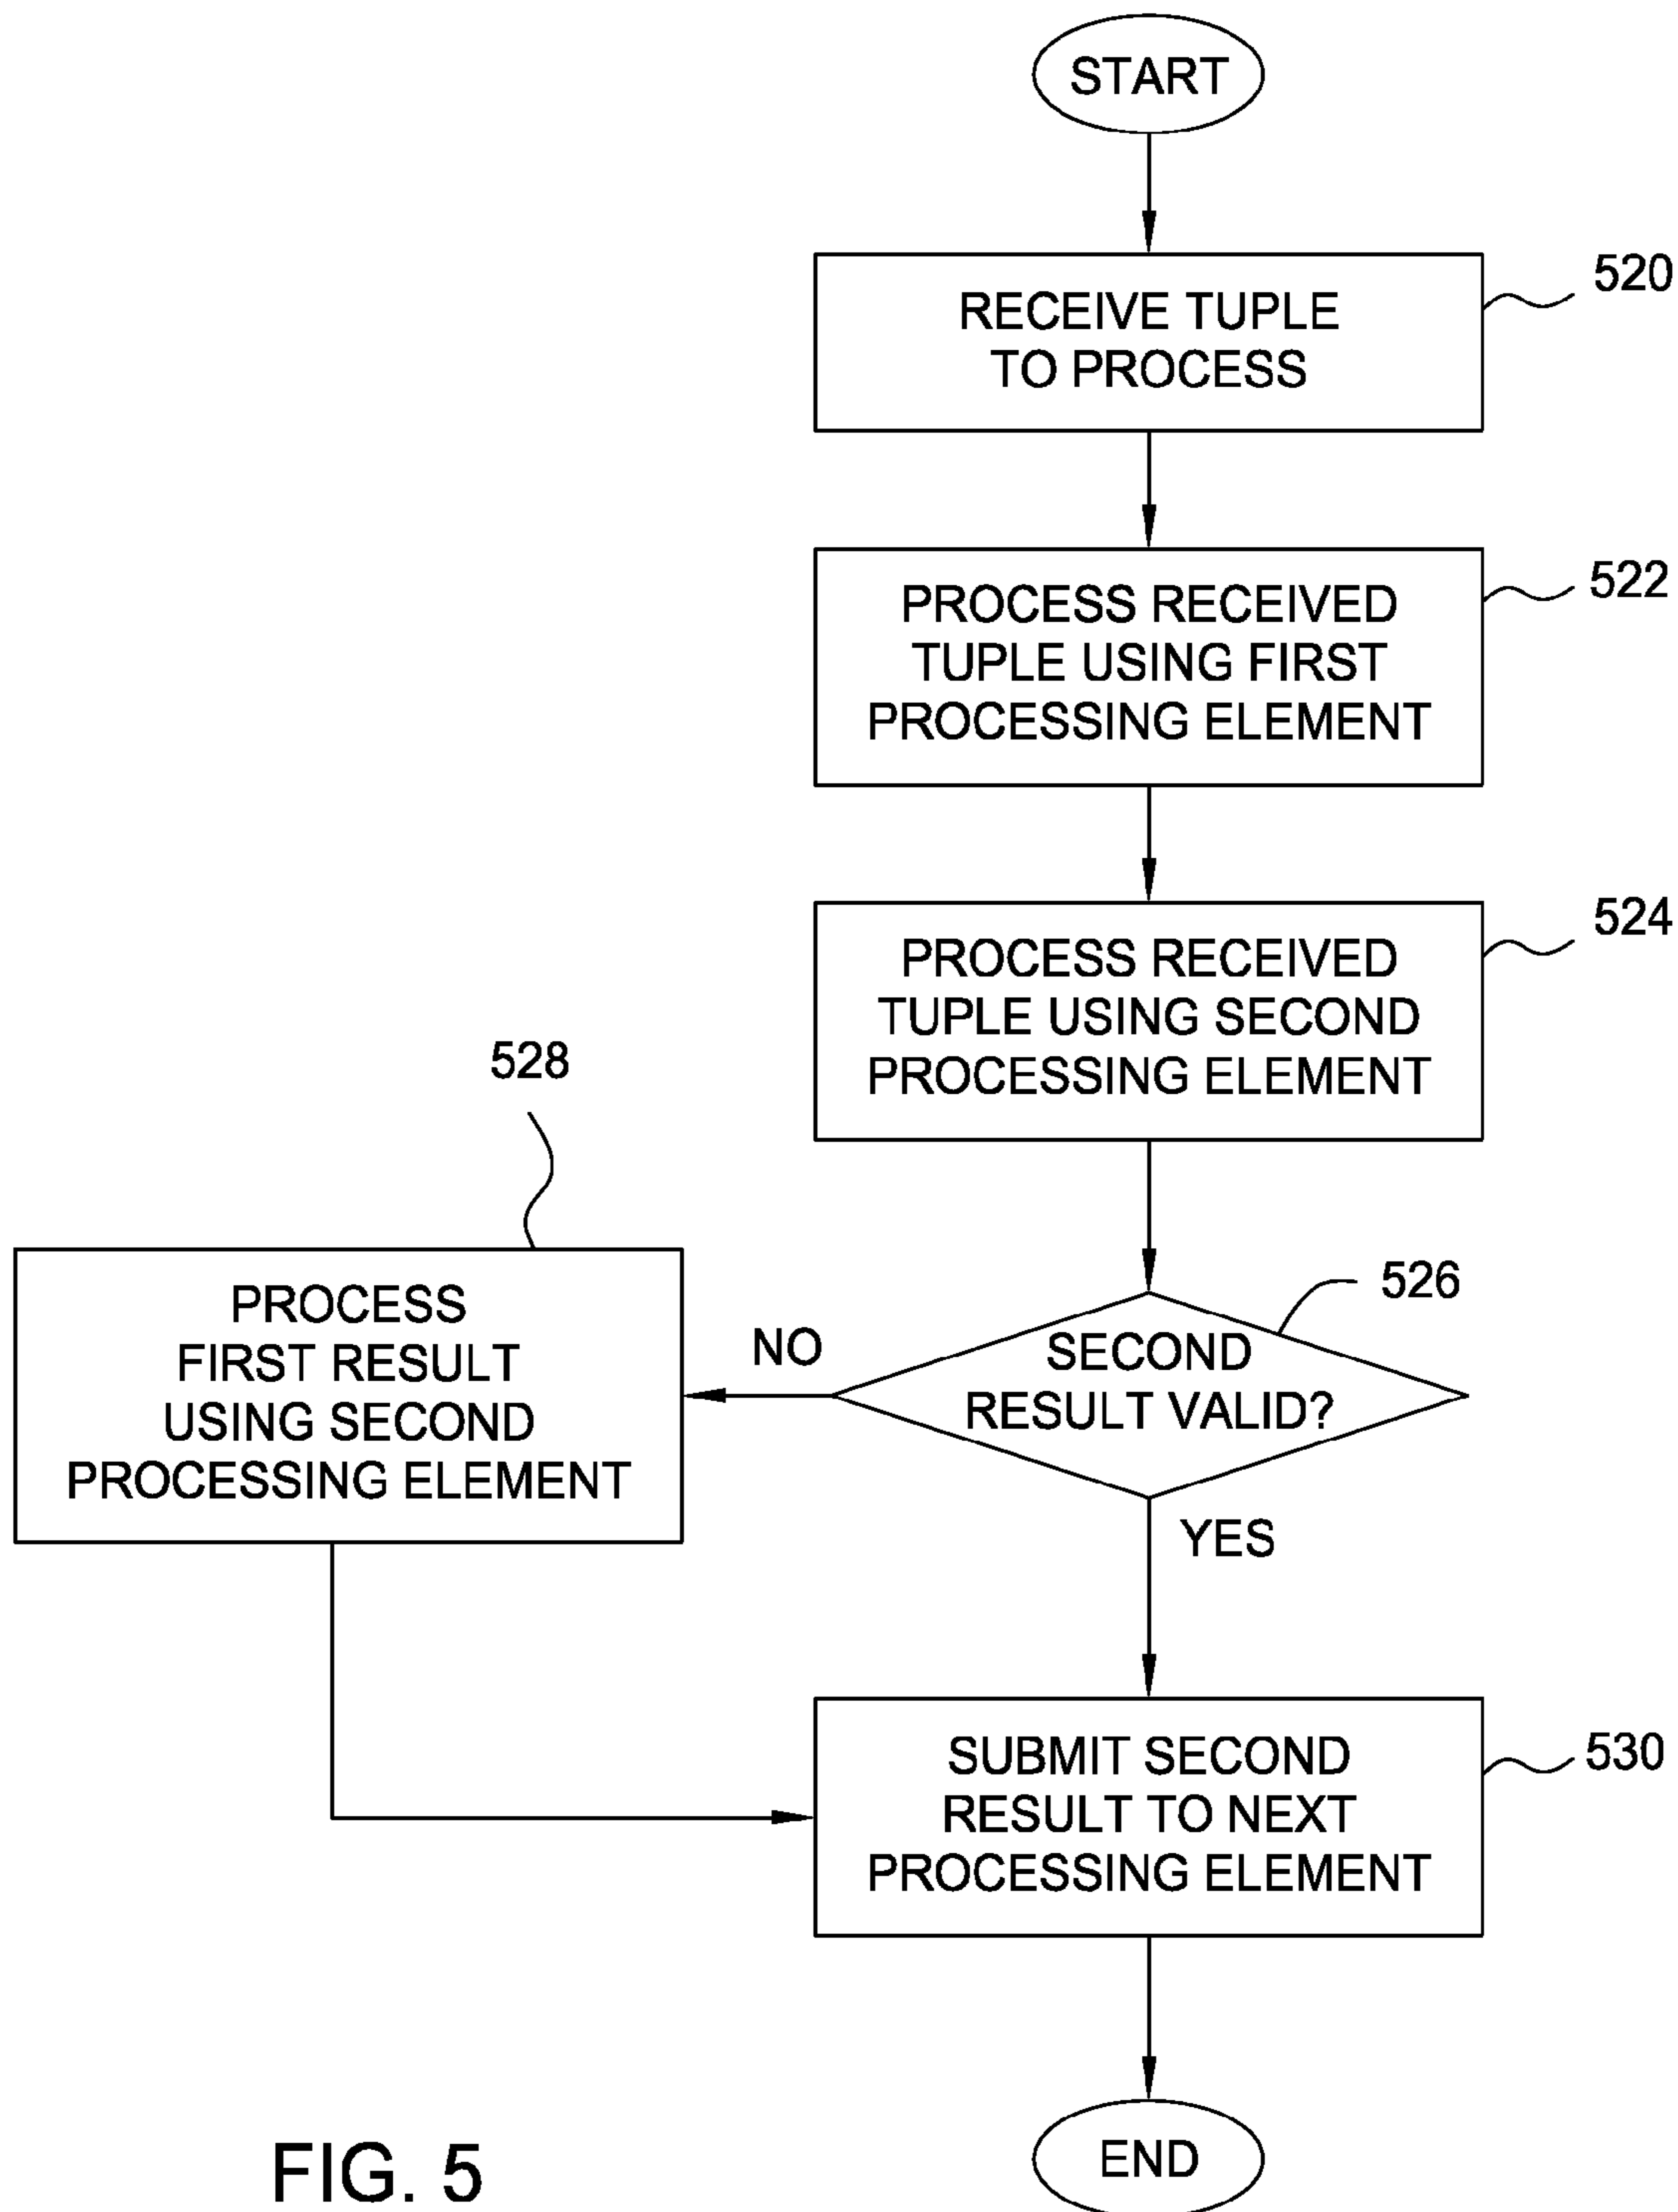 START
RECEIVE TUPLE
TO PROCESS
520
PROCESS RECEIVED
TUPLE USING FIRST
PROCESSING ELEMENT
522
PROCESS RECEIVED
TUPLE USING SECOND
PROCESSING ELEMENT
524
SECOND
RESULT VALID?
526
NO
528
PROCESS
FIRST RESULT
USING SECOND
PROCESSING ELEMENT
YES
SUBMIT SECOND
RESULT TO NEXT
PROCESSING ELEMENT
530
END
FIG. 5